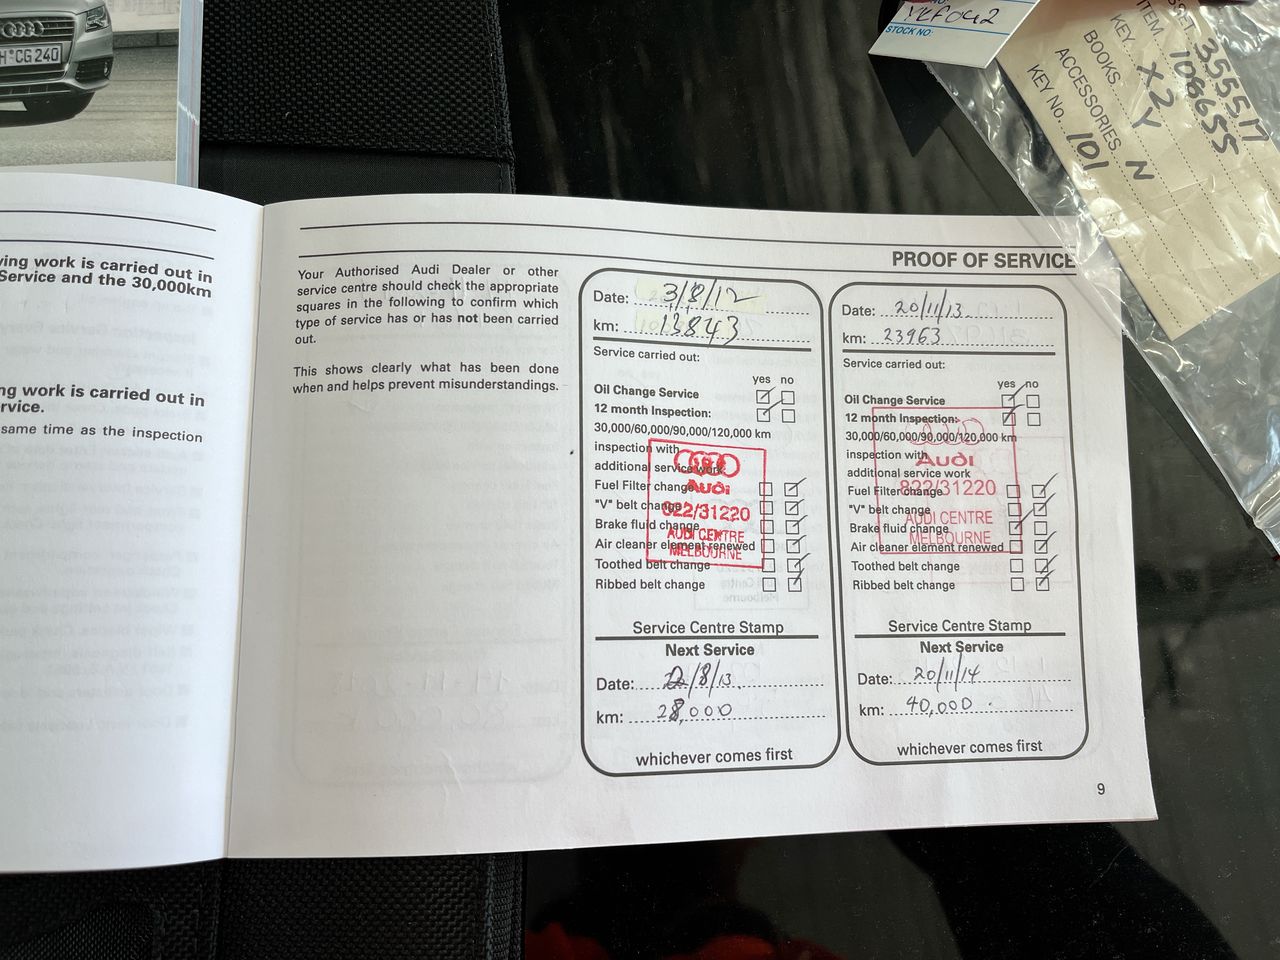 H CG 240
STOCK NO
355517
ITEM 106655
KEY X2Y
BOOKS N
ACCESSORIES
KEY No. 101
ing work is carried out in
Service and the 30,000km
ng work is carried out in
rvice.
same time as the inspection
PROOF OF SERVICE
Your Authorised Audi Dealer or other
service centre should check the appropriate
squares in the following to confirm which
type of service has or has not been carried
out.
This shows clearly what has been done
when and helps prevent misunderstandings.
Date: 3/8/12
km: 13843
Service carried out:
yes no
Oil Change Service
12 month Inspection:
30,000/60,000/90,000/120,000 km
inspection with
additional service work:
Fuel Filter change
"V" belt change
Brake fluid change
Air cleaner element renewed
Toothed belt change
Ribbed belt change
Audi
822/31220
AUDI CENTRE
MELBOURNE
Service Centre Stamp
Next Service
Date: 2/8/13
km: 28,000
whichever comes first
Date: 20/11/13
km: 23963
Service carried out:
yes no
Oil Change Service
12 month Inspection:
30,000/60,000/90,000/120,000 km
inspection with
additional service work
Fuel Filter change
"V" belt change
Brake fluid change
Air cleaner element renewed
Toothed belt change
Ribbed belt change
Audi
822/31220
AUDI CENTRE
MELBOURNE
Service Centre Stamp
Next Service
Date: 20/11/14
km: 40,000
whichever comes first
9